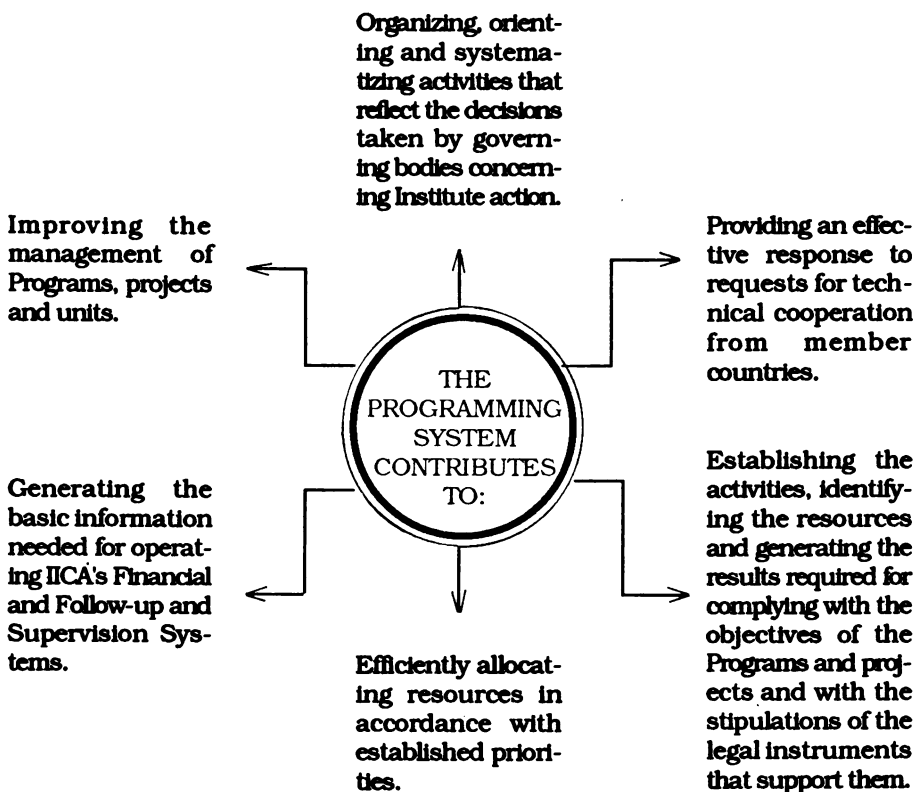 Organizing, orient-
ing and systema-
tizing activities that
reflect the decisions
taken by govern-
ing bodies concern-
ing Institute action.
Improving the
management of
Programs, projects
and units.
Providing an effec-
tive response to
requests for tech-
nical cooperation
from member
countries.
THE
PROGRAMMING
SYSTEM
CONTRIBUTES
TO:
Generating the
basic information
needed for operat-
ing IICA's Financial
and Follow-up and
Supervision Sys-
tems.
Establishing the
activities, identify-
ing the resources
and generating the
results required for
complying with the
objectives of the
Programs and proj-
ects and with the
stipulations of the
legal instruments
that support them.
Efficiently allocat-
ing resources in
accordance with
established priori-
ties.